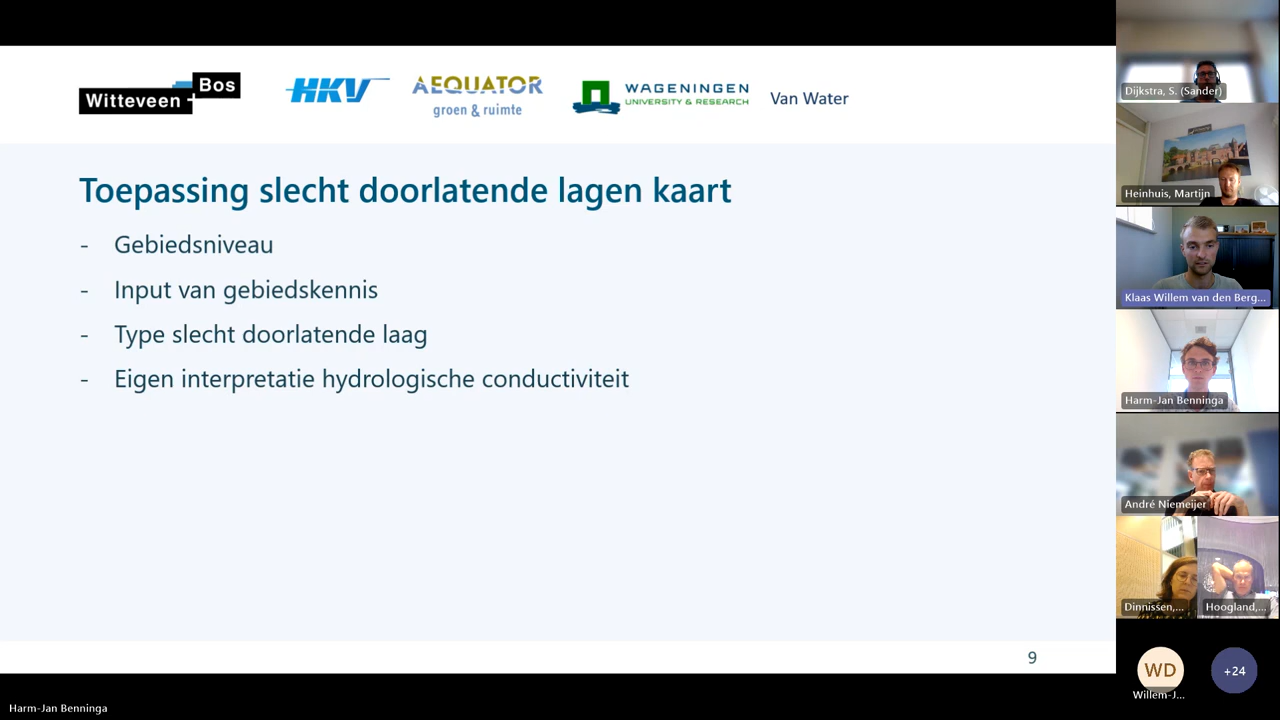 Witteveen + Bos
HKV
AEQUATOR
groen & ruimte
WAGENINGEN
UNIVERSITY & RESEARCH
Van Water
Toepassing slecht doorlatende lagen kaart
- Gebiedsniveau
- Input van gebiedskennis
- Type slecht doorlatende laag
- Eigen interpretatie hydrologische conductiviteit
9
Harm-Jan Benninga
Dijkstra, S. (Sander)
Heinhuis, Martijn
Klaas Willem van den Berg...
Harm-Jan Benninga
André Niemeijer
Dinnissen,...
Hoogland,...
WD
Willem-J...
+24